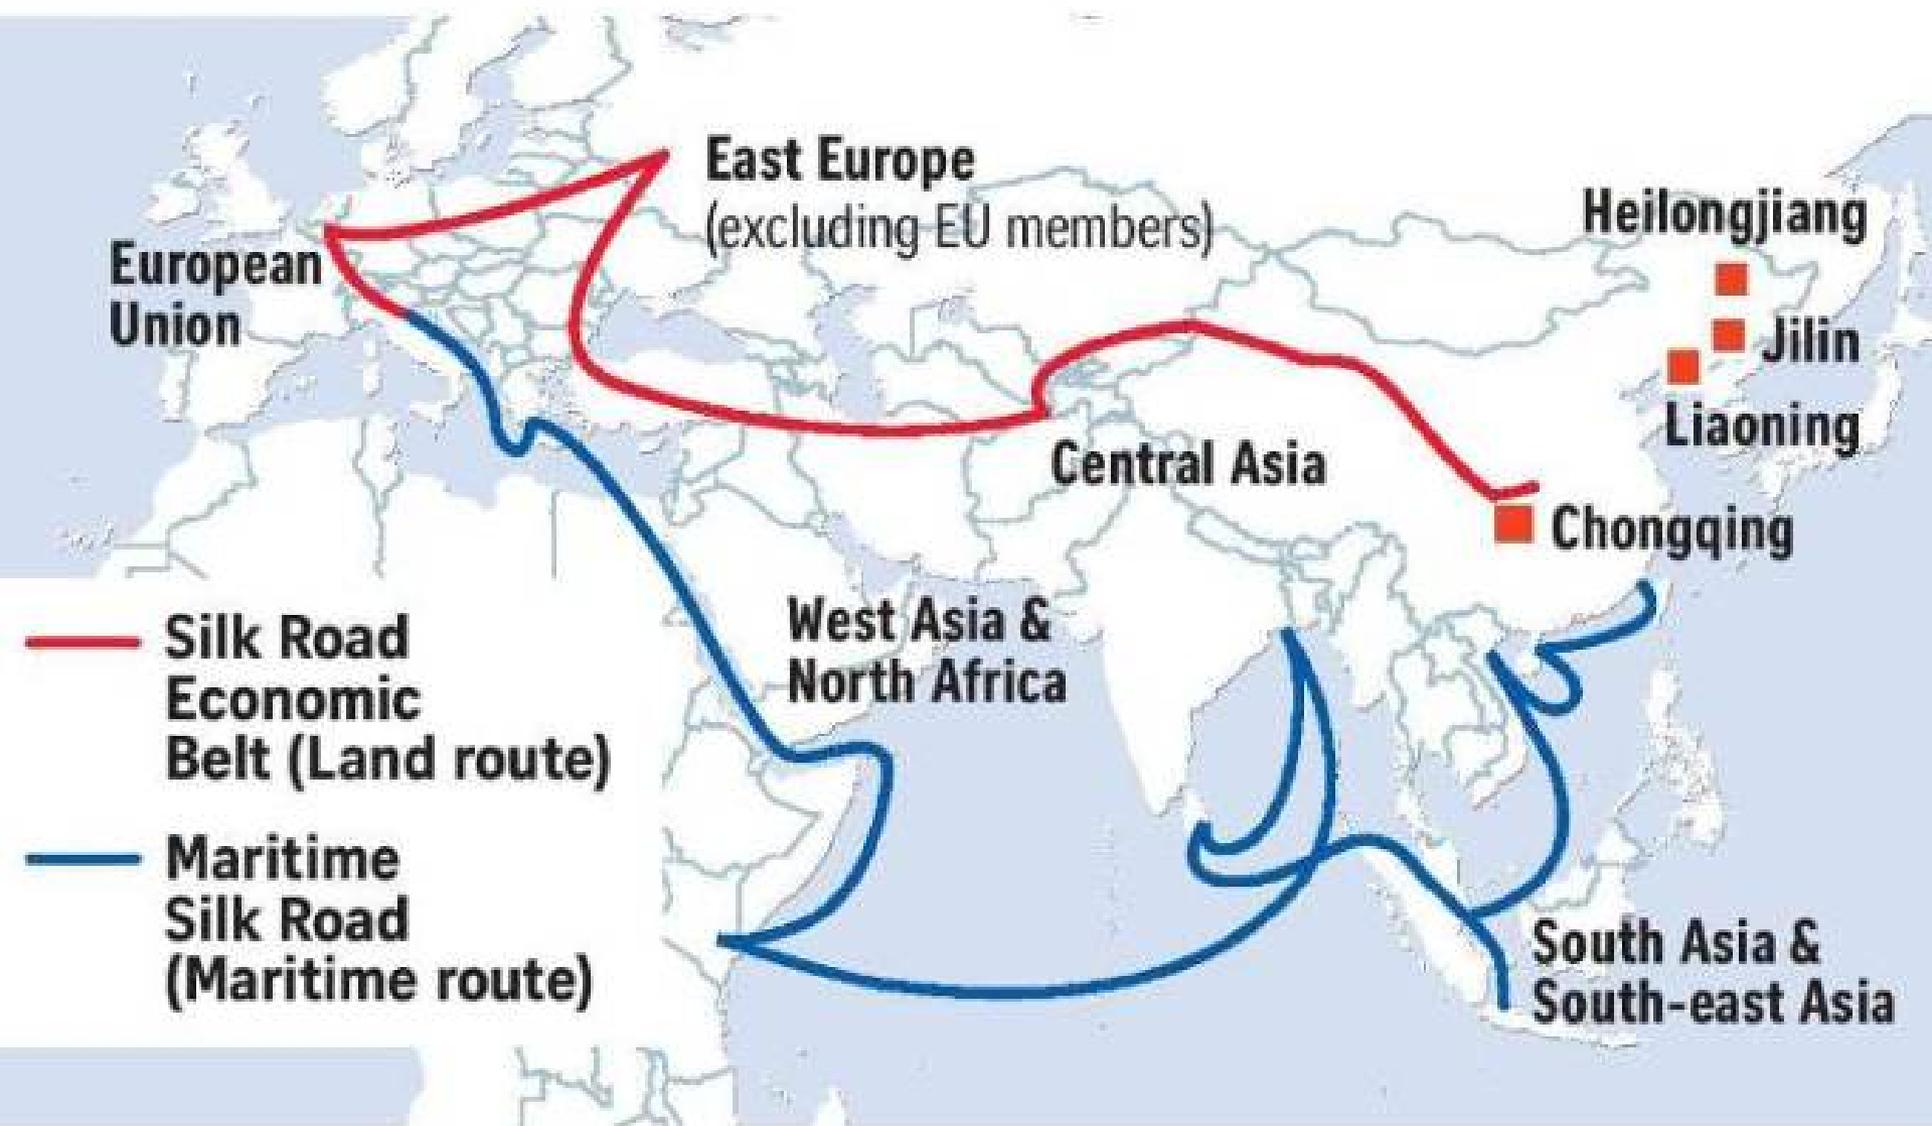 East Europe
(excluding EU members)
Heilongjiang
European
Union
Jilin
Liaoning
Central Asia
Chongqing
West Asia &
North Africa
Silk Road
Economic
Belt (Land route)
Maritime
Silk Road
(Maritime route)
South Asia &
South-east Asia